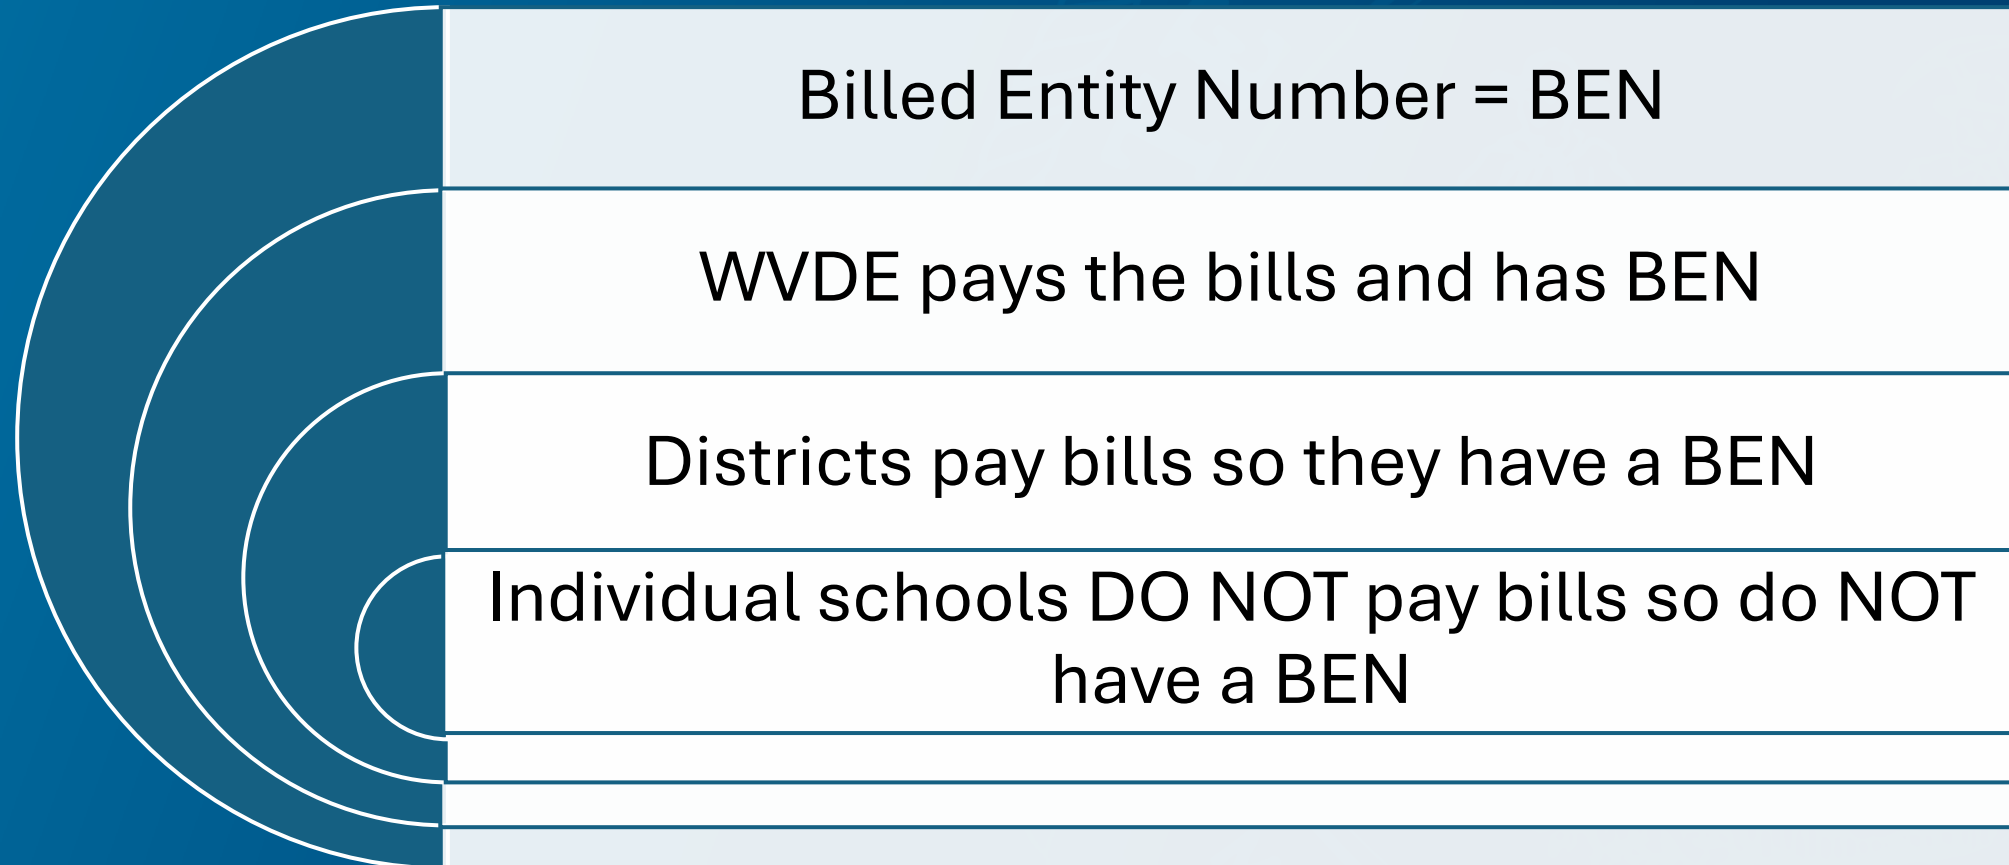 Billed Entity Number = BEN
WVDE pays the bills and has BEN
Districts pay bills so they have a BEN
Individual schools DO NOT pay bills so do NOT
have a BEN